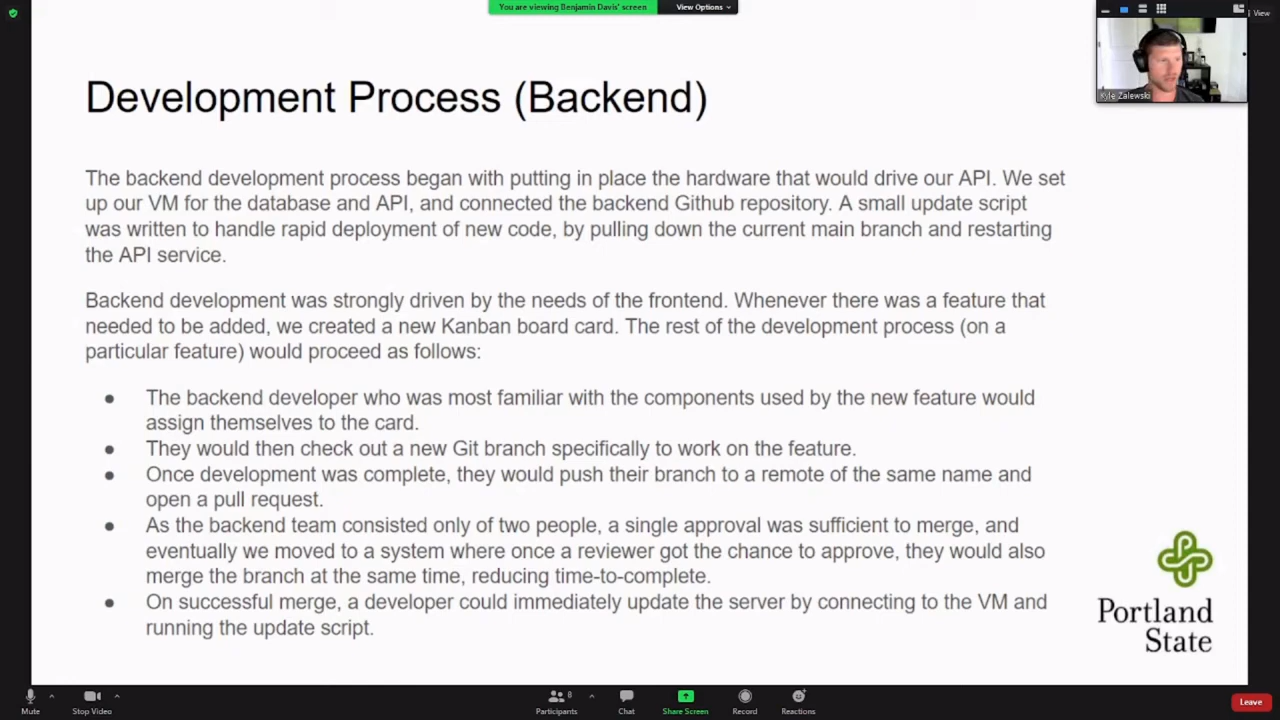 You are viewing Benjamin Davis' screen
View Options
View
Kyle Zalewski
Development Process (Backend)
The backend development process began with putting in place the hardware that would drive our API. We set
up our VM for the database and API, and connected the backend Github repository. A small update script
was written to handle rapid deployment of new code, by pulling down the current main branch and restarting
the API service.
Backend development was strongly driven by the needs of the frontend. Whenever there was a feature that
needed to be added, we created a new Kanban board card. The rest of the development process (on a
particular feature) would proceed as follows:
● The backend developer who was most familiar with the components used by the new feature would
assign themselves to the card.
● They would then check out a new Git branch specifically to work on the feature.
● Once development was complete, they would push their branch to a remote of the same name and
open a pull request.
● As the backend team consisted only of two people, a single approval was sufficient to merge, and
eventually we moved to a system where once a reviewer got the chance to approve, they would also
merge the branch at the same time, reducing time-to-complete.
● On successful merge, a developer could immediately update the server by connecting to the VM and
running the update script.
Portland
State
Mute
Stop Video
Participants 8
Chat
Share Screen
Record
Reactions
Leave